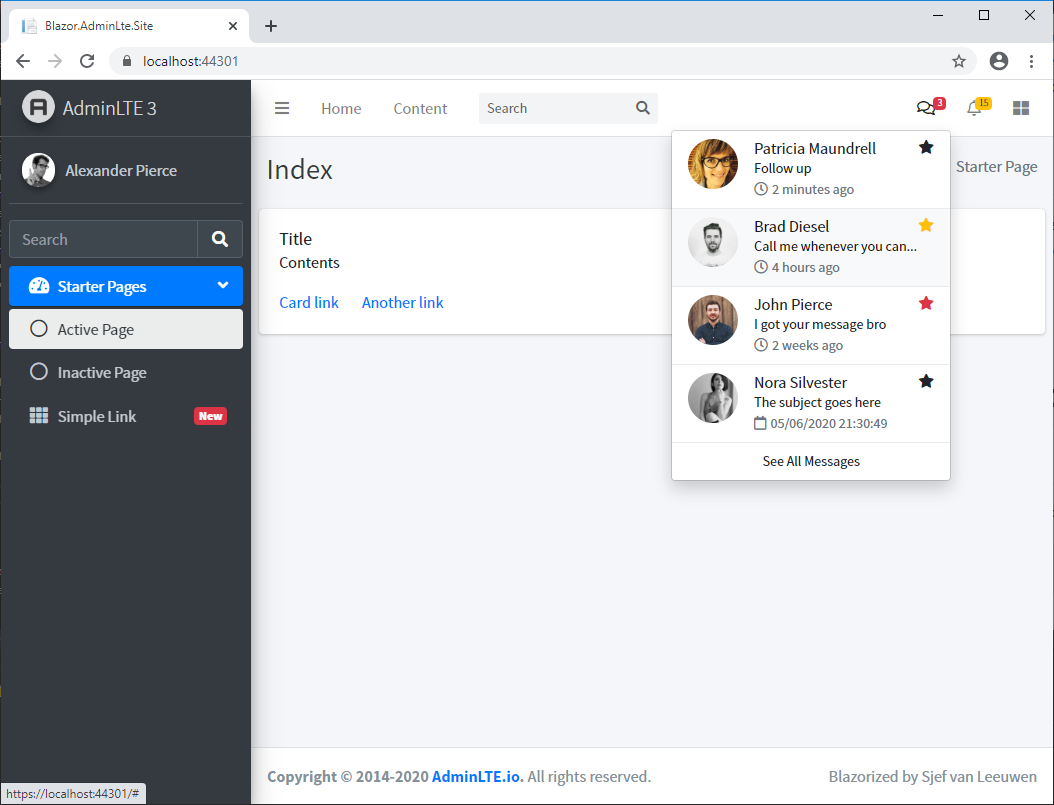 Blazor.AdminLte.Site
localhost:44301
AdminLTE 3
Home
Content
Search
3
15
Alexander Pierce
Search
Starter Pages
Active Page
Inactive Page
Simple Link
New
Index
Starter Page
Title
Contents
Card link
Another link
Patricia Maundrell
Follow up
2 minutes ago
Brad Diesel
Call me whenever you can...
4 hours ago
John Pierce
I got your message bro
2 weeks ago
Nora Silvester
The subject goes here
05/06/2020 21:30:49
See All Messages
Copyright © 2014-2020 AdminLTE.io. All rights reserved.
Blazorized by Sjef van Leeuwen
https://localhost:44301/#